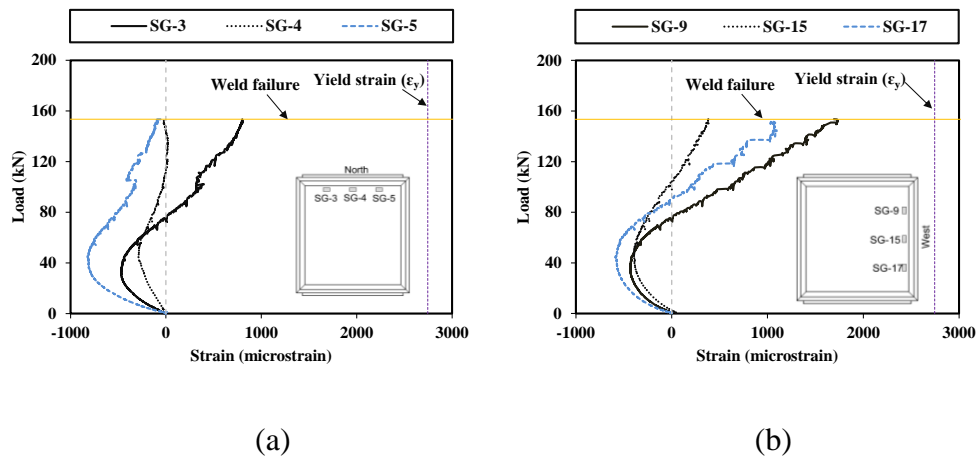 SG-3 SG-4 SG-5
200
160
120
80
40
0
Load (kN)
Weld failure
Yield strain (εy)
North
SG-3 SG-4 SG-5
-1000 0 1000 2000 3000
Strain (microstrain)
(a)
SG-9 SG-15 SG-17
200
160
120
80
40
0
Load (kN)
Weld failure
Yield strain (εy)
SG-9
SG-15
SG-17
West
-1000 0 1000 2000 3000
Strain (microstrain)
(b)